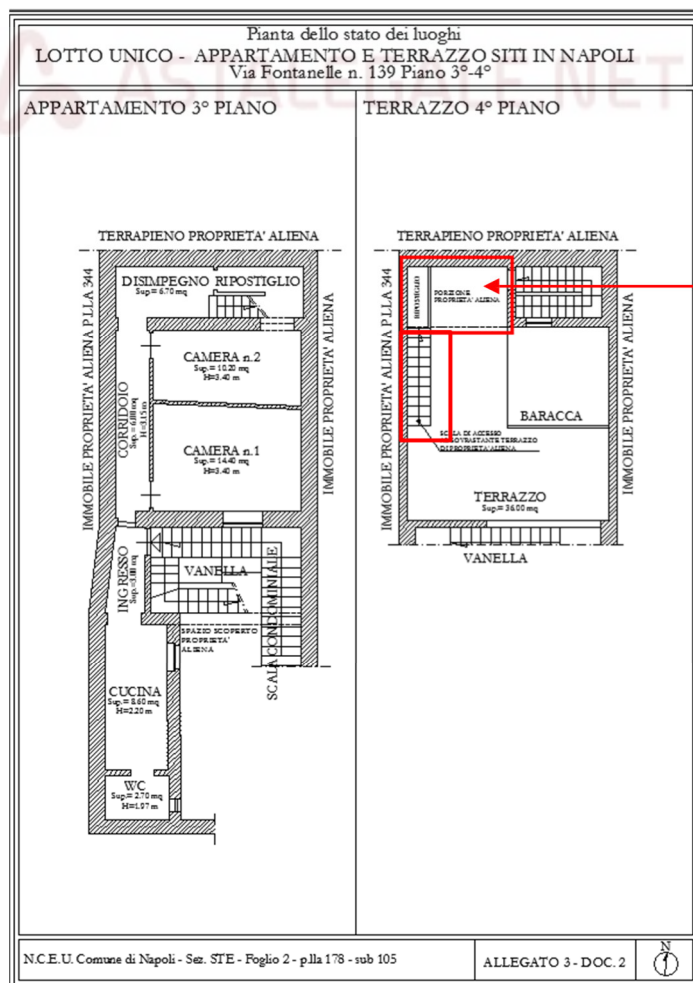 Pianta dello stato dei luoghi
LOTTO UNICO - APPARTAMENTO E TERRAZZO SITI IN NAPOLI
Via Fontanelle n. 139 Piano 3°-4°
ASTALEGALE.NET
APPARTAMENTO 3° PIANO
TERRAPIENO PROPRIETA' ALIENA
DISIMPEGNO RIPOSTIGLIO
Sup.= 6.70 mq
IMMOBILE PROPRIETA' ALIENA P.LLA 344
CORRIDOIO
H=3.15 m
CAMERA n.2
Sup.= 10.20 mq
H=3.40 m
CAMERA n.1
Sup.= 14.40 mq
H=3.40 m
IMMOBILE PROPRIETA' ALIENA
INGRESSO
VANELLA
SCALA CONDOMINIALE
SPAZIO SCOPERTO
PROPRIETA'
ALIENA
CUCINA
Sup.= 8.60 mq
H=2.20 m
WC
Sup.= 2.70 mq
H=1.97 m
TERRAZZO 4° PIANO
TERRAPIENO PROPRIETA' ALIENA
IMMOBILE PROPRIETA' ALIENA P.LLA 344
RIPOSTIGLIO
PORZIONE
PROPRIETA' ALIENA
IMMOBILE PROPRIETA' ALIENA
BARACCA
SCALA DI ACCESSO
SOVRASTANTE TERRAZZO
DI PROPRIETA' ALIENA
TERRAZZO
Sup.= 36.00 mq
VANELLA
N.C.E.U. Comune di Napoli - Sez. STE - Foglio 2 - p.lla 178 - sub 105
ALLEGATO 3 - DOC. 2
N